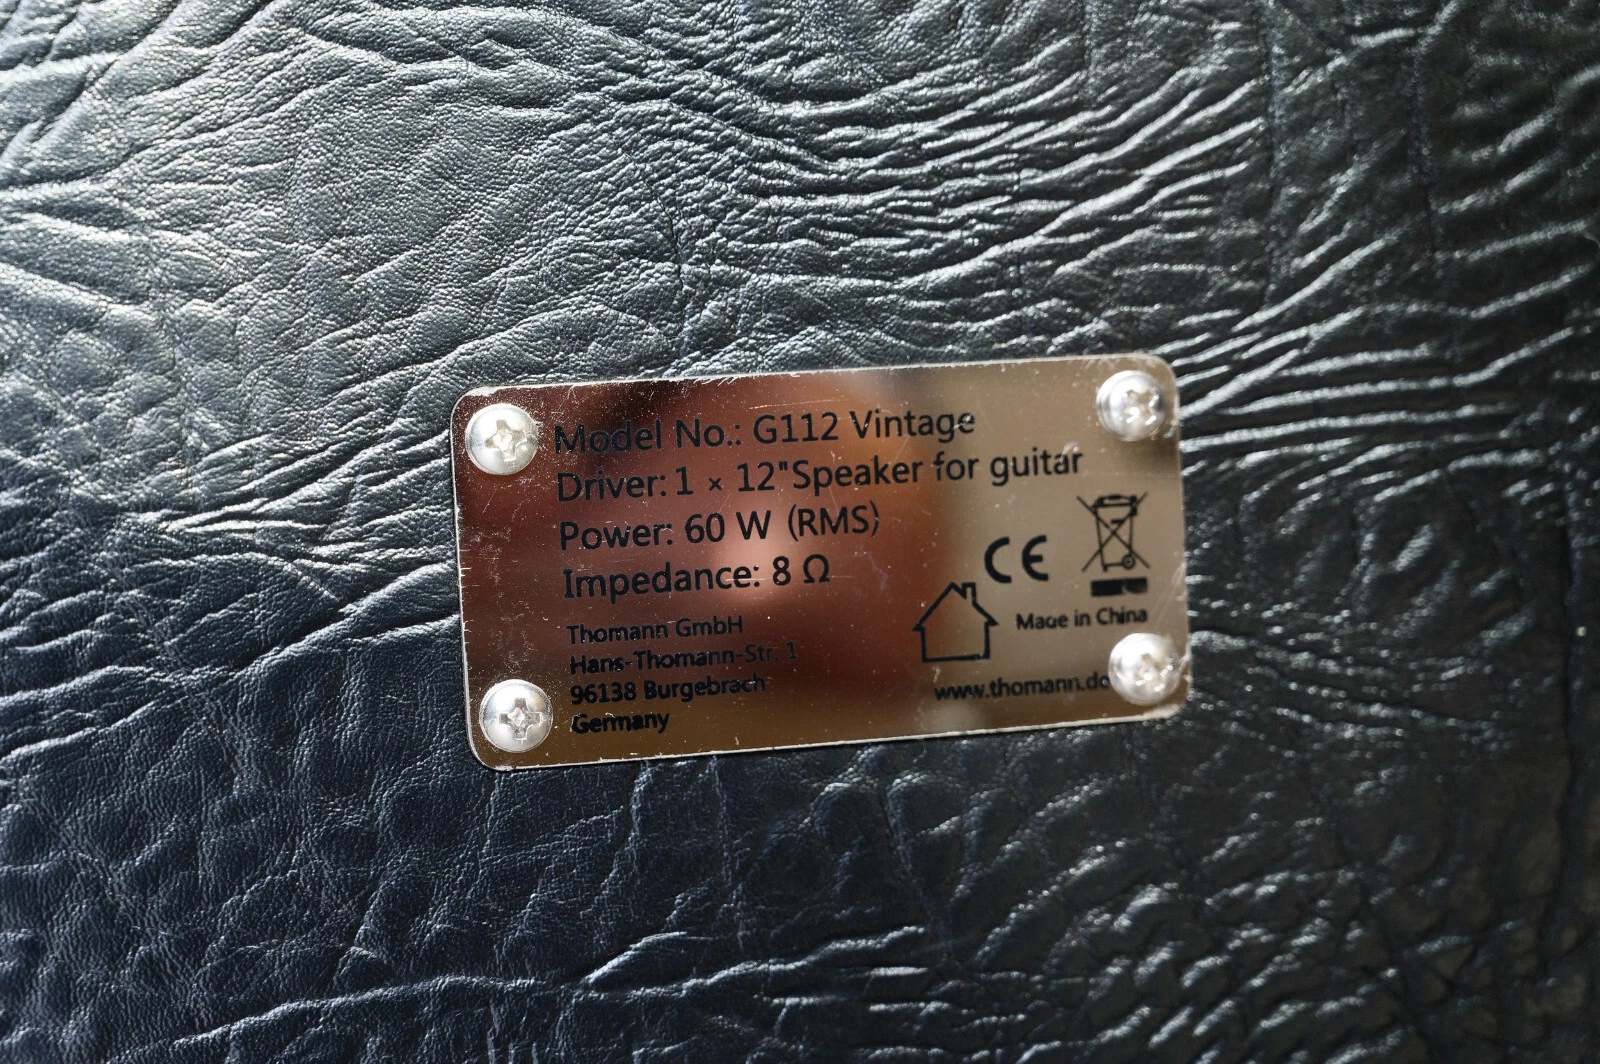 Model No.: G112 Vintage
Driver: 1 × 12"Speaker for guitar
Power: 60 W (RMS)
Impedance: 8 Ω
CE
Thomann GmbH
Hans-Thomann-Str. 1
96138 Burgebrach
Germany
Made in China
www.thomann.de